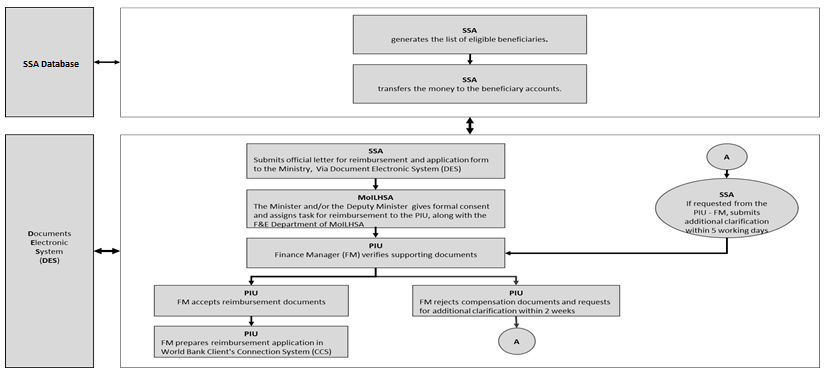 SSA Database
SSA
generates the list of eligible beneficiaries.
SSA
transfers the money to the beneficiary accounts.
Documents
Electronic
System
(DES)
SSA
Submits official letter for reimbursement and application form
to the Ministry, Via Document Electronic System (DES)
MoILHSA
The Minister and/or the Deputy Minister gives formal consent
and assigns task for reimbursement to the PIU, along with the
F&E Department of MoILHSA
PIU
Finance Manager (FM) verifies supporting documents
PIU
FM accepts reimbursement documents
PIU
FM prepares reimbursement application in
World Bank Client's Connection System (CCS)
PIU
FM rejects compensation documents and requests
for additional clarification within 2 weeks
A
A
SSA
If requested from the
PIU - FM, submits
additional clarification
within 5 working days